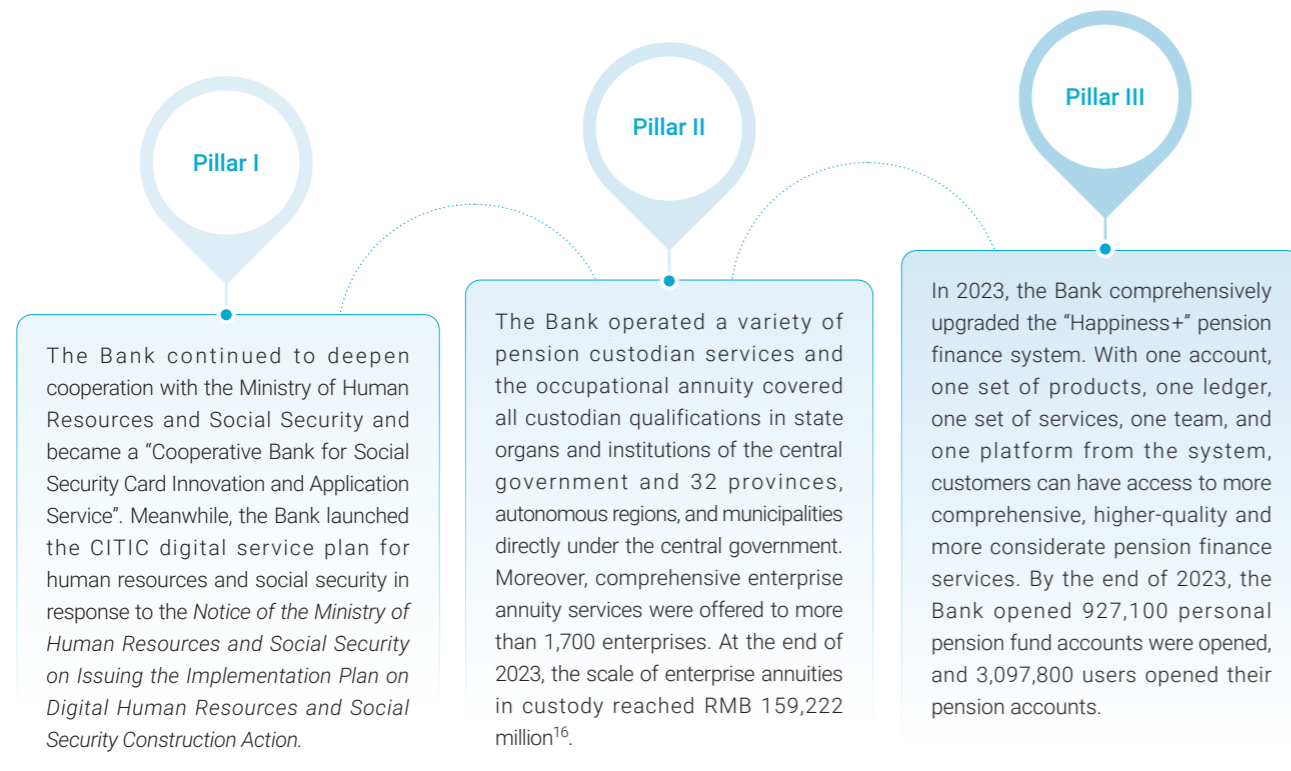 Pillar I
The Bank continued to deepen
cooperation with the Ministry of Human
Resources and Social Security and
became a “Cooperative Bank for Social
Security Card Innovation and Application
Service”. Meanwhile, the Bank launched
the CITIC digital service plan for
human resources and social security in
response to the Notice of the Ministry of
Human Resources and Social Security
on Issuing the Implementation Plan on
Digital Human Resources and Social
Security Construction Action.
Pillar II
The Bank operated a variety of
pension custodian services and
the occupational annuity covered
all custodian qualifications in state
organs and institutions of the central
government and 32 provinces,
autonomous regions, and municipalities
directly under the central government.
Moreover, comprehensive enterprise
annuity services were offered to more
than 1,700 enterprises. At the end of
2023, the scale of enterprise annuities
in custody reached RMB 159,222
million16.
Pillar III
In 2023, the Bank comprehensively
upgraded the “Happiness+” pension
finance system. With one account,
one set of products, one ledger,
one set of services, one team, and
one platform from the system,
customers can have access to more
comprehensive, higher-quality and
more considerate pension finance
services. By the end of 2023, the
Bank opened 927,100 personal
pension fund accounts were opened,
and 3,097,800 users opened their
pension accounts.